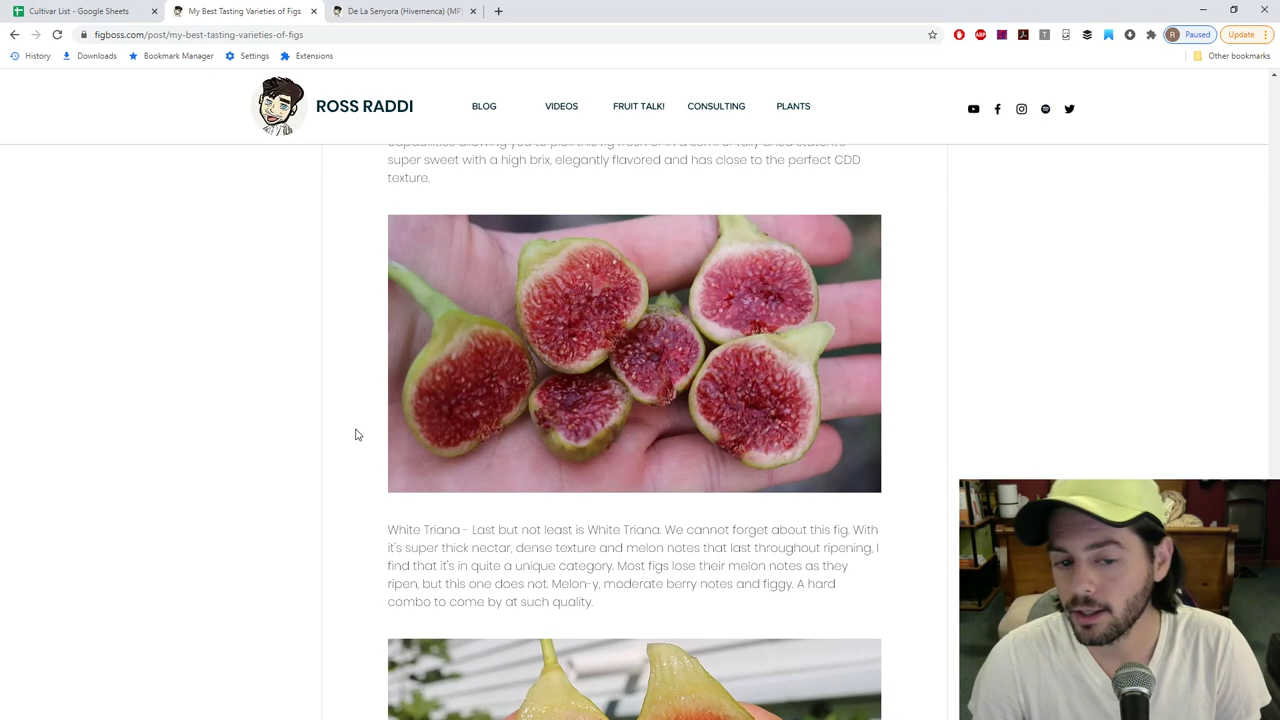 Cultivar List - Google Sheets
My Best Tasting Varieties of Figs
De La Senyora (Hivernenca) (MP
figboss.com/post/my-best-tasting-varieties-of-figs
ABP
T
R Paused
Update
History
Downloads
Bookmark Manager
Settings
Extensions
Other bookmarks
ROSS RADDI
BLOG
VIDEOS
FRUIT TALK!
CONSULTING
PLANTS
super sweet with a high brix, elegantly flavored and has close to the perfect CDD
texture.
White Triana - Last but not least is White Triana. We cannot forget about this fig. With
it's super thick nectar, dense texture and melon notes that last throughout ripening, I
find that it's in quite a unique category. Most figs lose their melon notes as they
ripen, but this one does not. Melon-y, moderate berry notes and figgy. A hard
combo to come by at such quality.